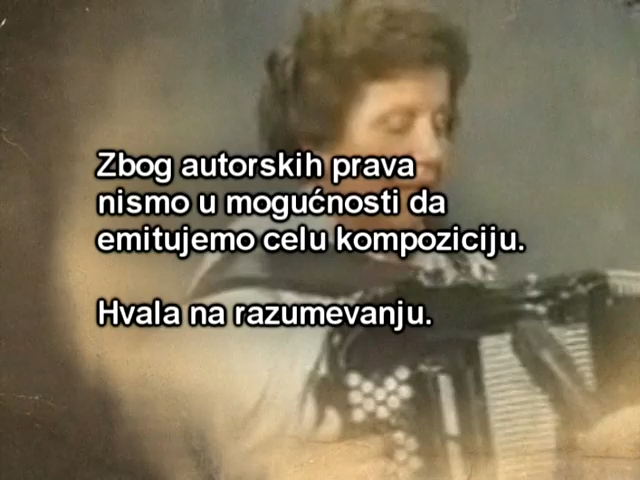 Zbog autorskih prava
nismo u mogućnosti da
emitujemo celu kompoziciju.
Hvala na razumevanju.